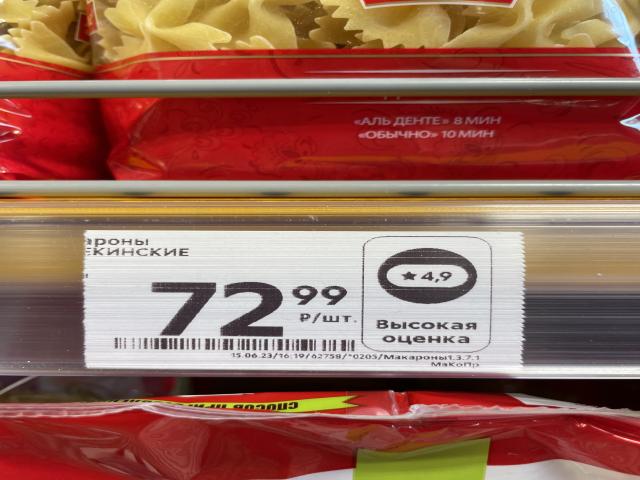 «АЛЬ ДЕНТЕ» 8 МИН
«ОБЫЧНО» 10 МИН
ароны
ЕКИНСКИЕ
72 99
₽/шт.
★4,9
Высокая
оценка
15.06.23/16:19/62758/*0205/Макароны1.3.7.1
МаКоПр
СПОСОБ